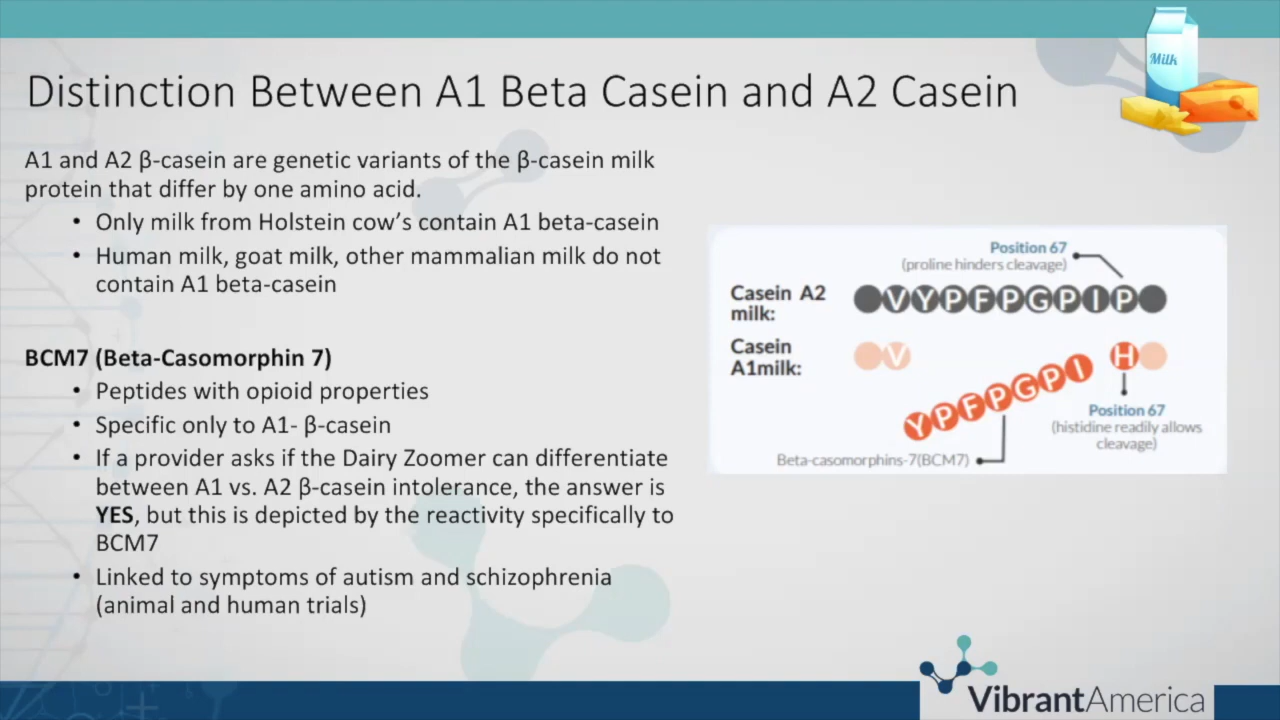 Milk
Distinction Between A1 Beta Casein and A2 Casein
A1 and A2 β-casein are genetic variants of the β-casein milk
protein that differ by one amino acid.
• Only milk from Holstein cow's contain A1 beta-casein
• Human milk, goat milk, other mammalian milk do not
contain A1 beta-casein
BCM7 (Beta-Casomorphin 7)
• Peptides with opioid properties
• Specific only to A1- β-casein
• If a provider asks if the Dairy Zoomer can differentiate
between A1 vs. A2 β-casein intolerance, the answer is
YES, but this is depicted by the reactivity specifically to
BCM7
• Linked to symptoms of autism and schizophrenia
(animal and human trials)
Position 67
(proline hinders cleavage)
Casein A2
milk:
VYPFPGPIP
Casein
A1milk:
V
YPFPGPI
H
Position 67
(histidine readily allows
cleavage)
Beta-casomorphins-7(BCM7)
VibrantAmerica